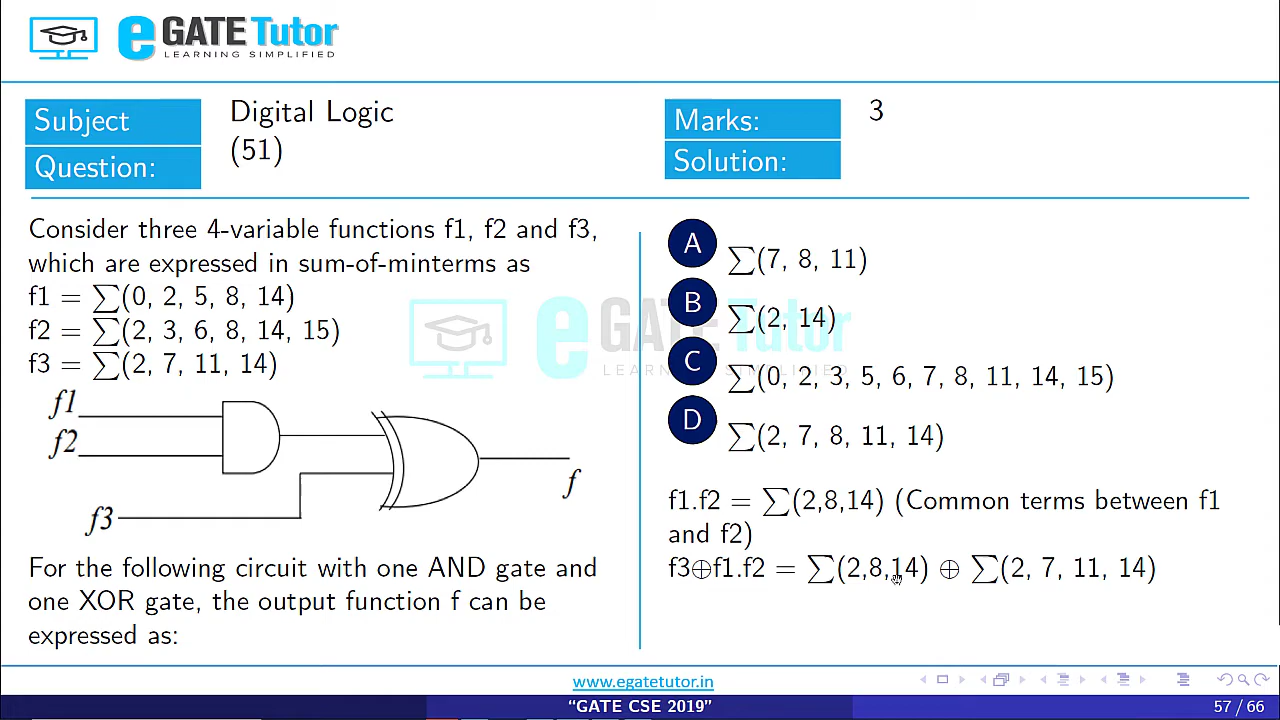 e GATE Tutor
LEARNING SIMPLIFIED
Subject
Digital Logic
(51)
Question:
Marks:
3
Solution:
Consider three 4-variable functions f1, f2 and f3,
which are expressed in sum-of-minterms as
f1 = ∑(0, 2, 5, 8, 14)
f2 = ∑(2, 3, 6, 8, 14, 15)
f3 = ∑(2, 7, 11, 14)
f1
f2
f3
f
For the following circuit with one AND gate and
one XOR gate, the output function f can be
expressed as:
A ∑(7, 8, 11)
B ∑(2, 14)
C ∑(0, 2, 3, 5, 6, 7, 8, 11, 14, 15)
D ∑(2, 7, 8, 11, 14)
f1.f2 = ∑(2,8,14) (Common terms between f1
and f2)
f3⊕f1.f2 = ∑(2,8,14) ⊕ ∑(2, 7, 11, 14)
e GATE Tutor
LEARNING SIMPLIFIED
www.egatetutor.in
"GATE CSE 2019"
57 / 66